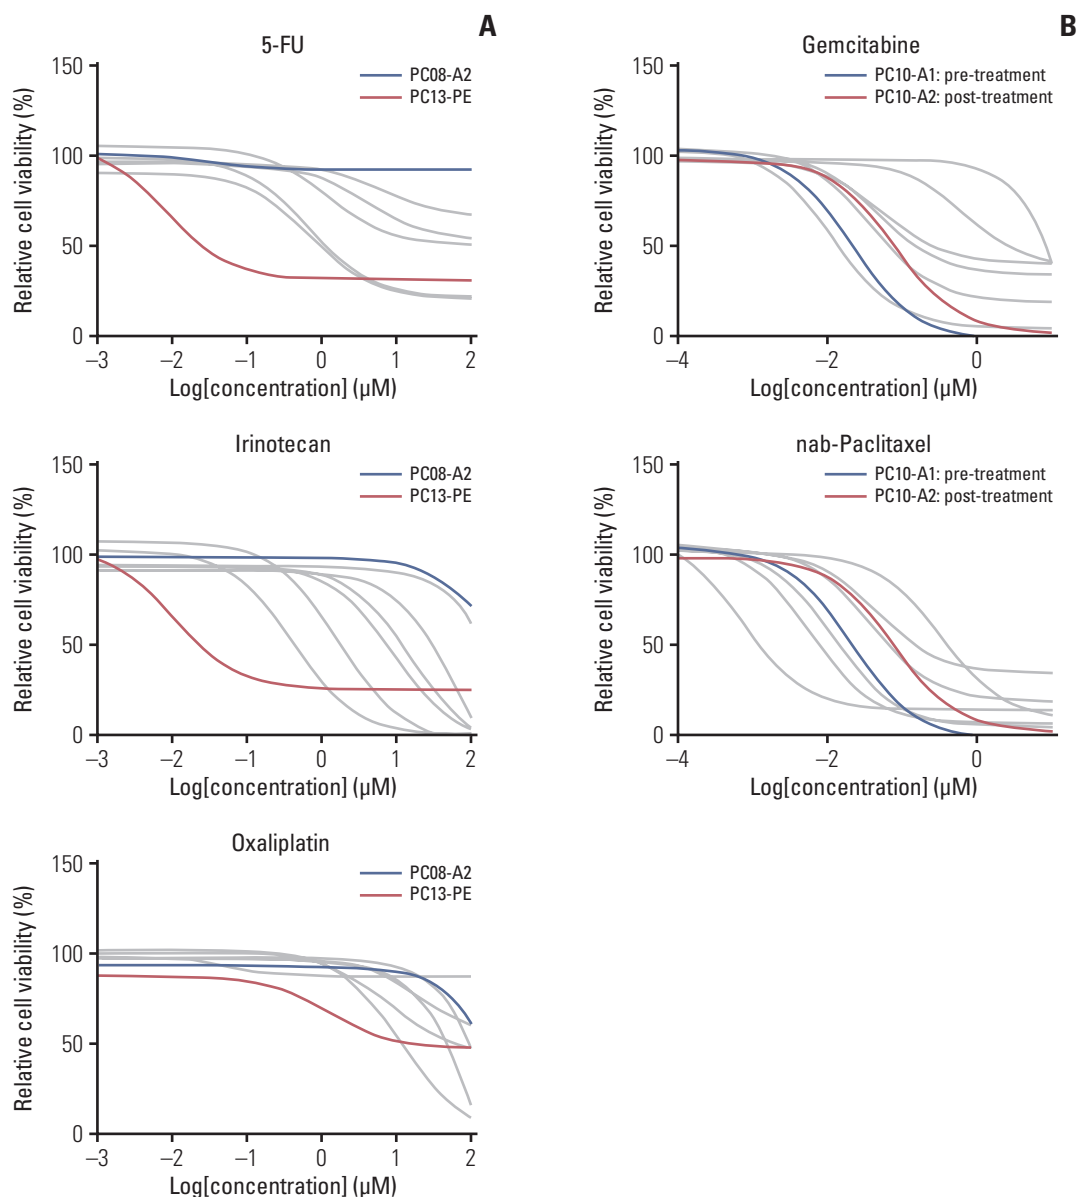 A
5-FU
150
100
50
0
Relative cell viability (%)
PC08-A2
PC13-PE
–3 –2 –1 0 1 2
Log[concentration] (μM)
Irinotecan
150
100
50
0
Relative cell viability (%)
PC08-A2
PC13-PE
–3 –2 –1 0 1 2
Log[concentration] (μM)
Oxaliplatin
150
100
50
0
Relative cell viability (%)
PC08-A2
PC13-PE
–3 –2 –1 0 1 2
Log[concentration] (μM)
B
Gemcitabine
150
100
50
0
Relative cell viability (%)
PC10-A1: pre-treatment
PC10-A2: post-treatment
–4 –2 0
Log[concentration] (μM)
nab-Paclitaxel
150
100
50
0
Relative cell viability (%)
PC10-A1: pre-treatment
PC10-A2: post-treatment
–4 –2 0
Log[concentration] (μM)